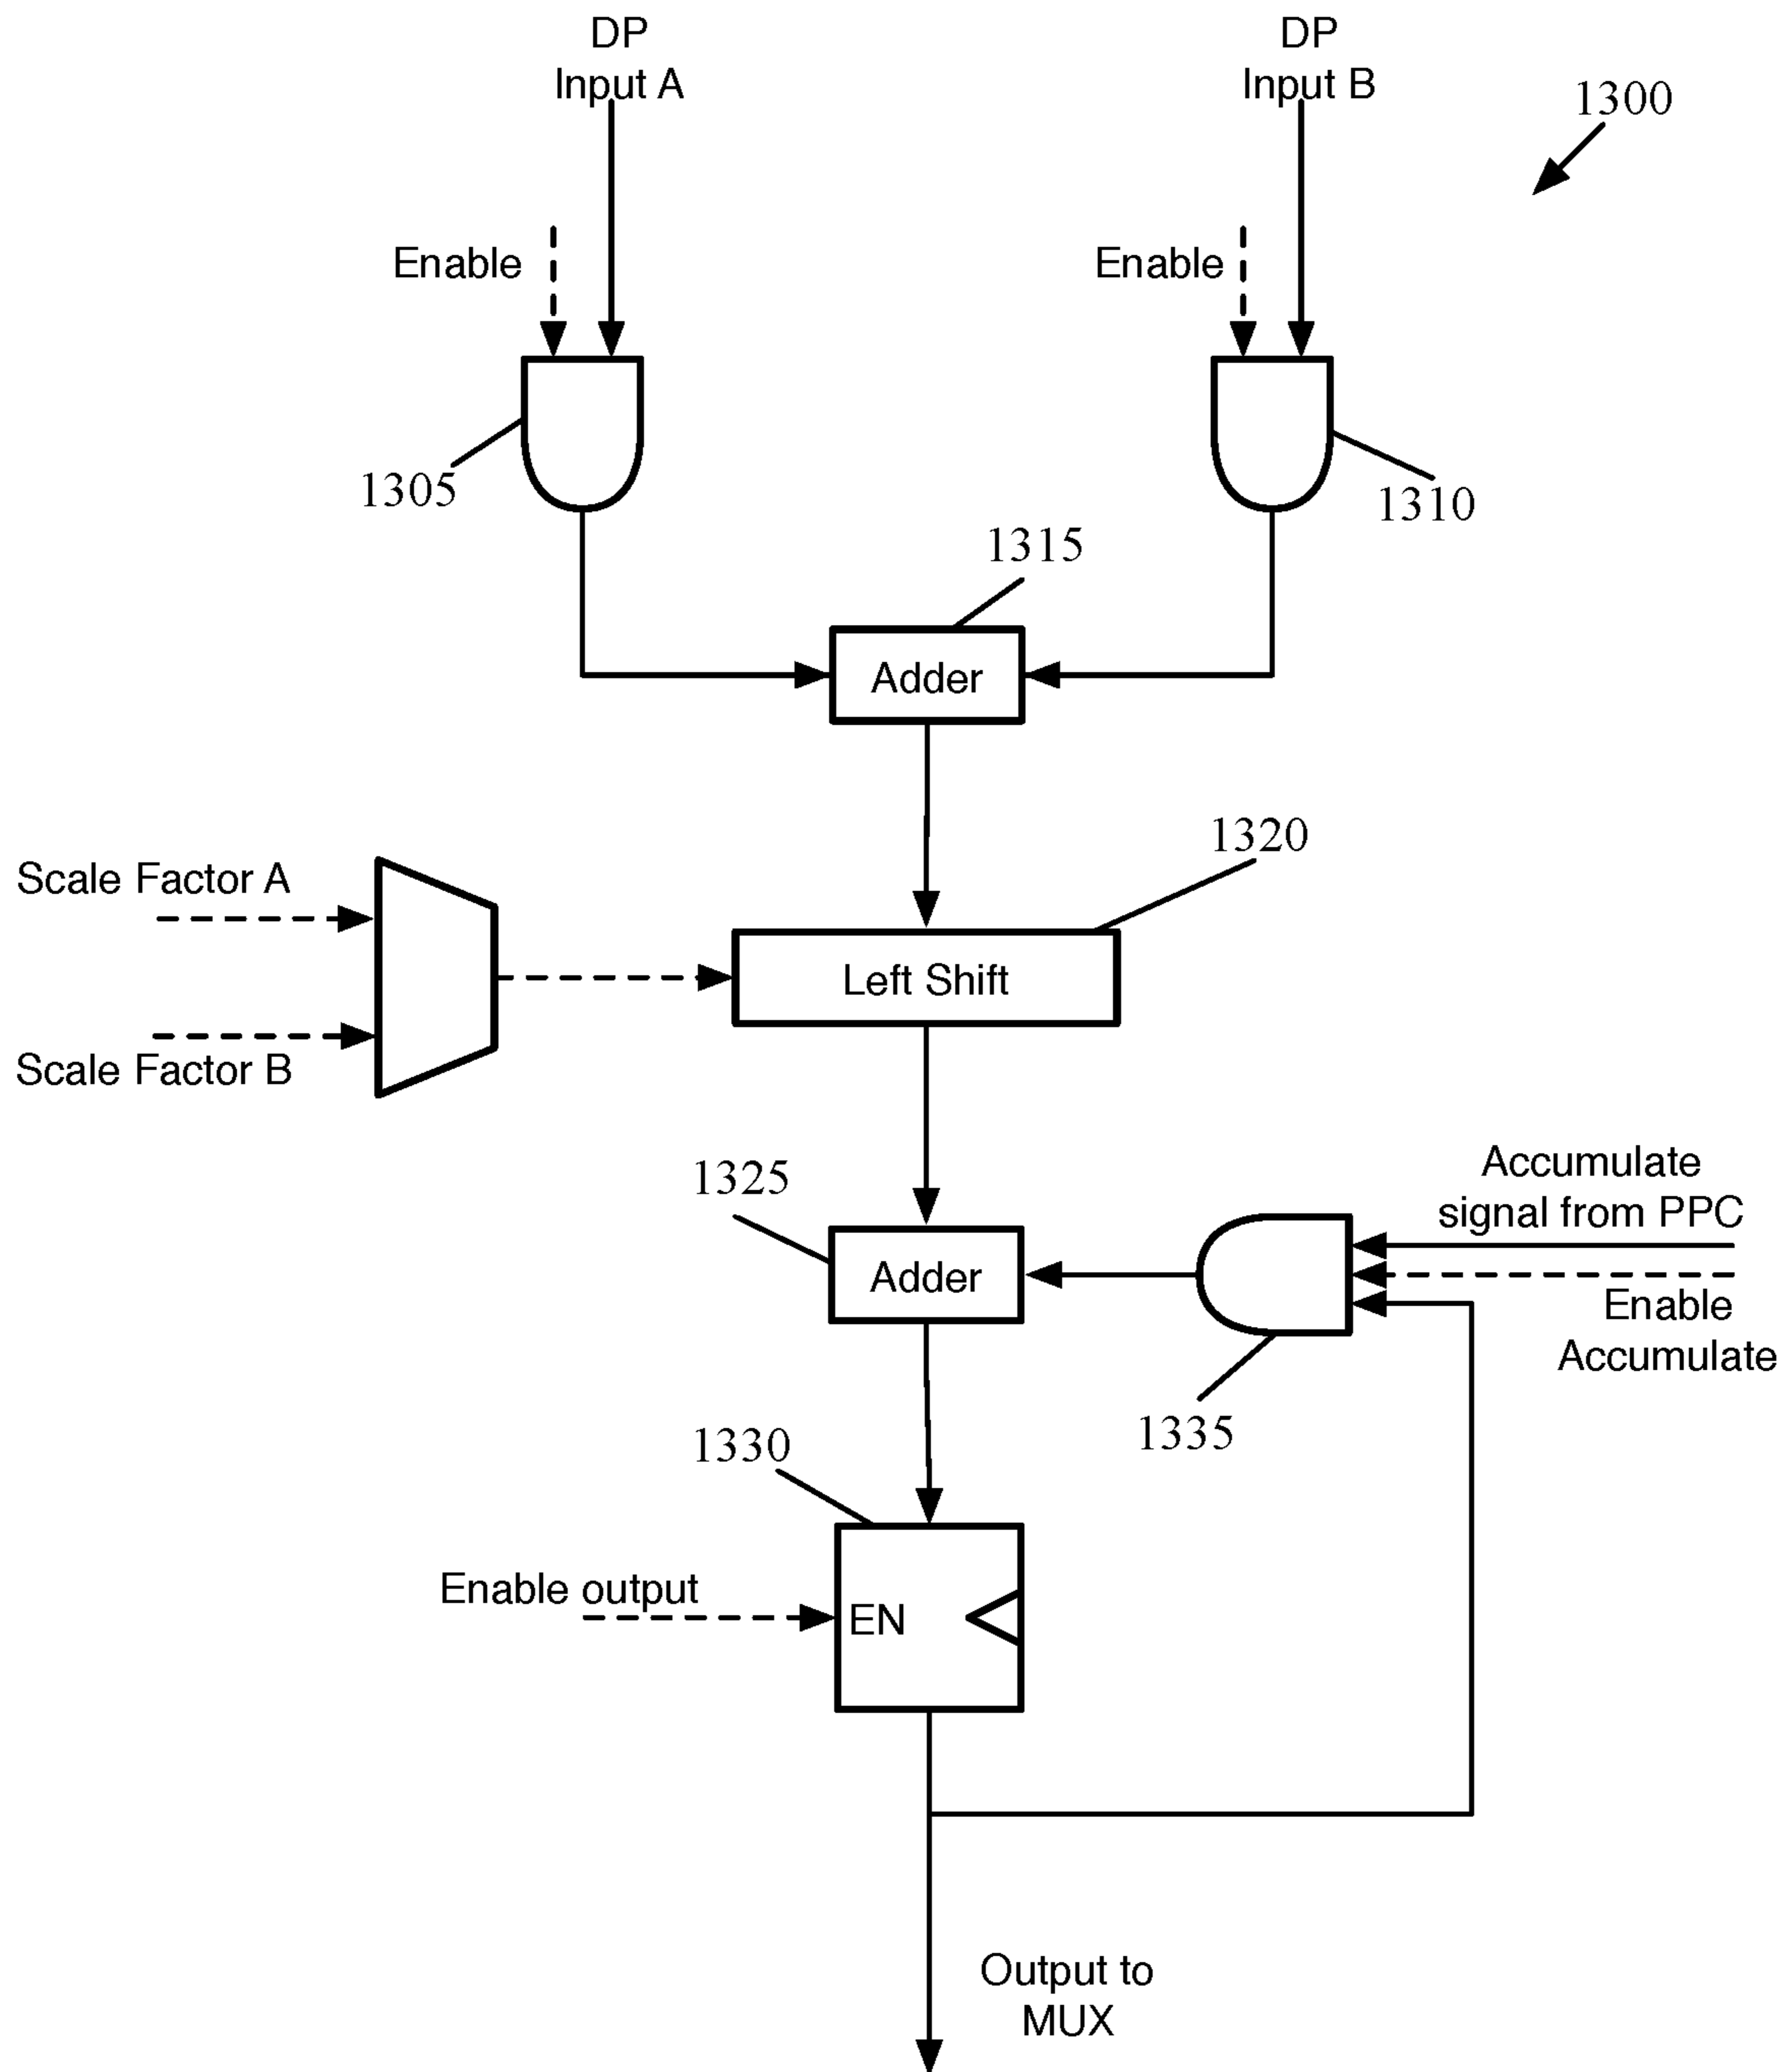 DP
Input A
DP
Input B
1300
Enable
Enable
1305
1310
1315
Adder
1320
Scale Factor A
Left Shift
Scale Factor B
Accumulate
signal from PPC
1325
Adder
Enable
Accumulate
1335
1330
Enable output
EN
Output to
MUX